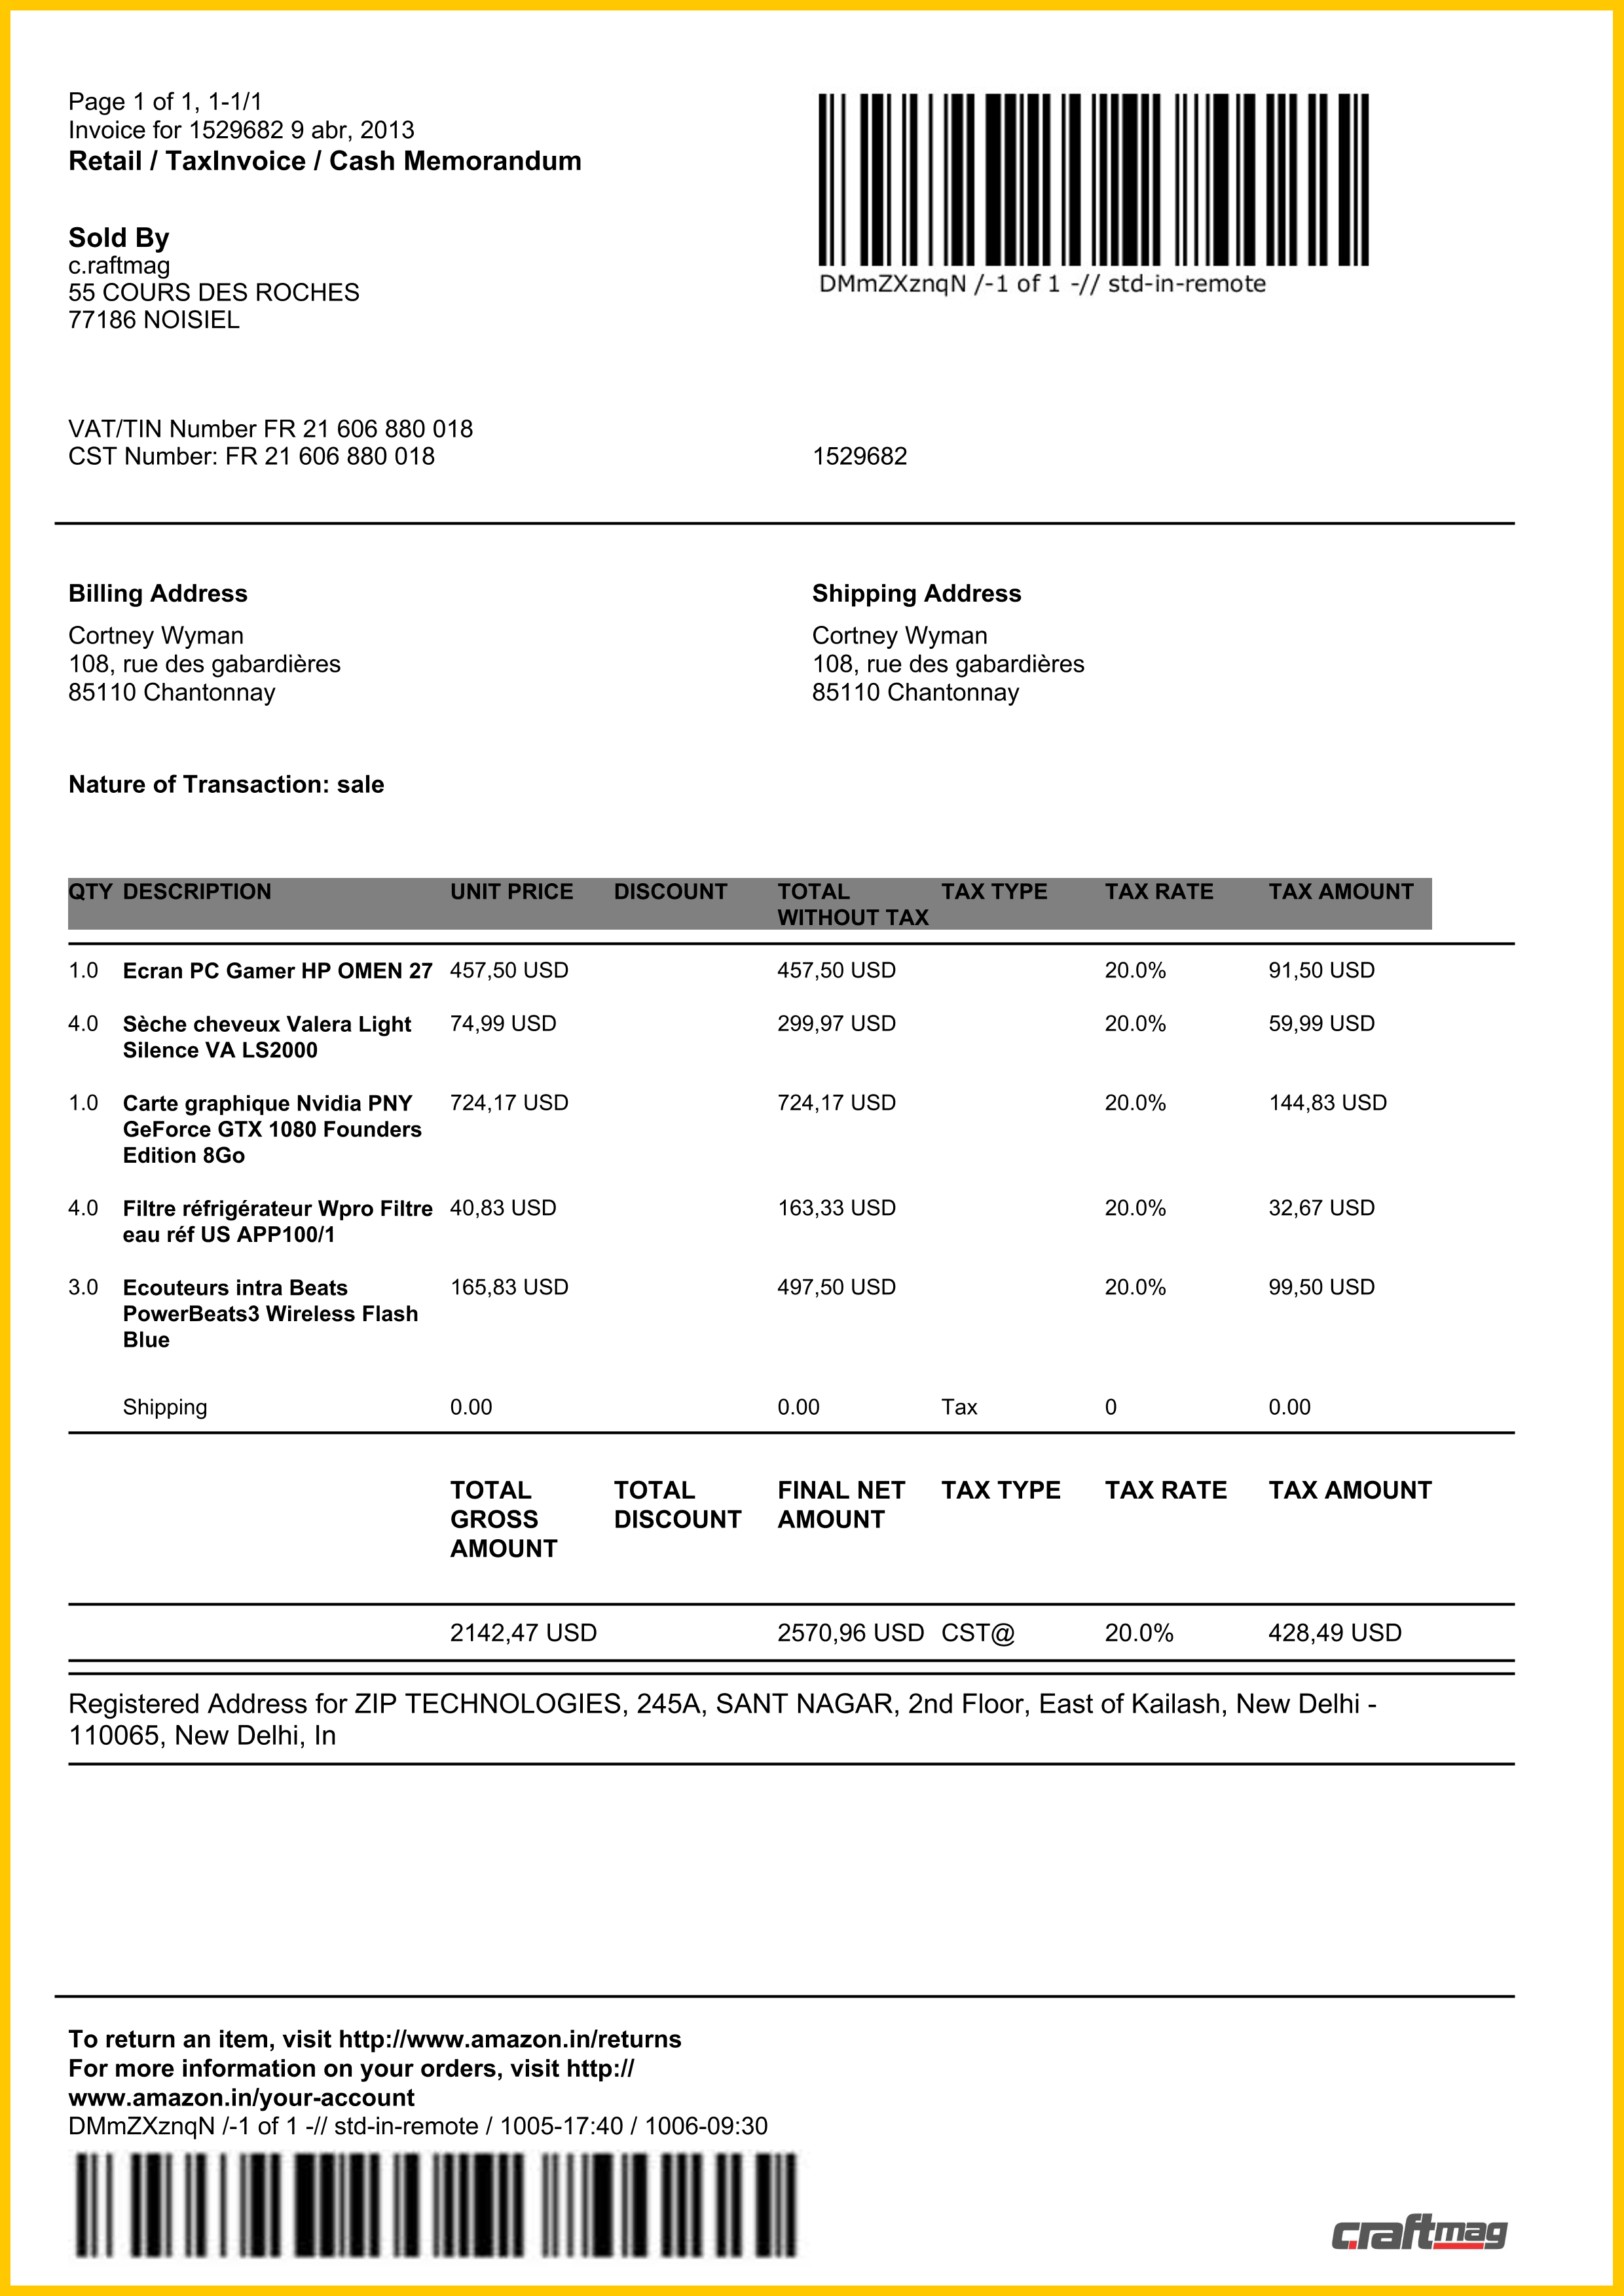 Page 1 of 1, 1-1/1
Invoice for 1529682 9 abr, 2013
Retail / TaxInvoice / Cash Memorandum
DMmZXznqN /-1 of 1 -// std-in-remote
Sold By
c.raftmag
55 COURS DES ROCHES
77186 NOISIEL
VAT/TIN Number FR 21 606 880 018
CST Number: FR 21 606 880 018 1529682
Billing Address
Cortney Wyman
108, rue des gabardières
85110 Chantonnay
Shipping Address
Cortney Wyman
108, rue des gabardières
85110 Chantonnay
Nature of Transaction: sale
QTY DESCRIPTION UNIT PRICE DISCOUNT TOTAL TAX TYPE TAX RATE TAX AMOUNT
WITHOUT TAX
1.0 Ecran PC Gamer HP OMEN 27 457,50 USD 457,50 USD 20.0% 91,50 USD
4.0 Sèche cheveux Valera Light 74,99 USD 299,97 USD 20.0% 59,99 USD
Silence VA LS2000
1.0 Carte graphique Nvidia PNY 724,17 USD 724,17 USD 20.0% 144,83 USD
GeForce GTX 1080 Founders
Edition 8Go
4.0 Filtre réfrigérateur Wpro Filtre 40,83 USD 163,33 USD 20.0% 32,67 USD
eau réf US APP100/1
3.0 Ecouteurs intra Beats 165,83 USD 497,50 USD 20.0% 99,50 USD
PowerBeats3 Wireless Flash
Blue
Shipping 0.00 0.00 Tax 0 0.00
TOTAL TOTAL FINAL NET TAX TYPE TAX RATE TAX AMOUNT
GROSS DISCOUNT AMOUNT
AMOUNT
2142,47 USD 2570,96 USD CST@ 20.0% 428,49 USD
Registered Address for ZIP TECHNOLOGIES, 245A, SANT NAGAR, 2nd Floor, East of Kailash, New Delhi -
110065, New Delhi, In
To return an item, visit http://www.amazon.in/returns
For more information on your orders, visit http://
www.amazon.in/your-account
DMmZXznqN /-1 of 1 -// std-in-remote / 1005-17:40 / 1006-09:30
c.raftmag